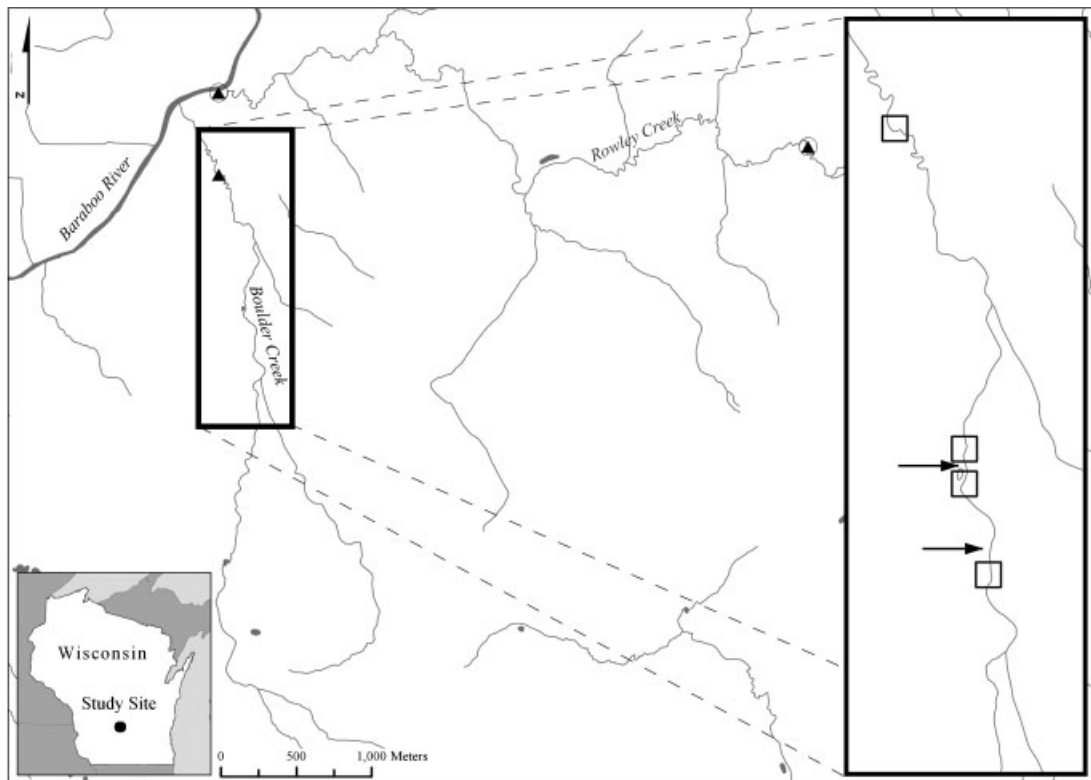 N
Baraboo River
Rowley Creek
Boulder Creek
Wisconsin
Study Site
0 500 1,000 Meters